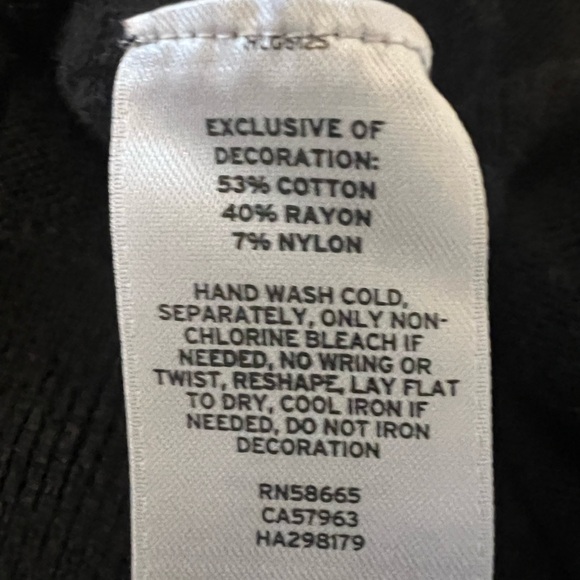 EXCLUSIVE OF
DECORATION:
53% COTTON
40% RAYON
7% NYLON
HAND WASH COLD,
SEPARATELY, ONLY NON-
CHLORINE BLEACH IF
NEEDED, NO WRING OR
TWIST, RESHAPE, LAY FLAT
TO DRY, COOL IRON IF
NEEDED, DO NOT IRON
DECORATION
RN58665
CA57963
HA298179